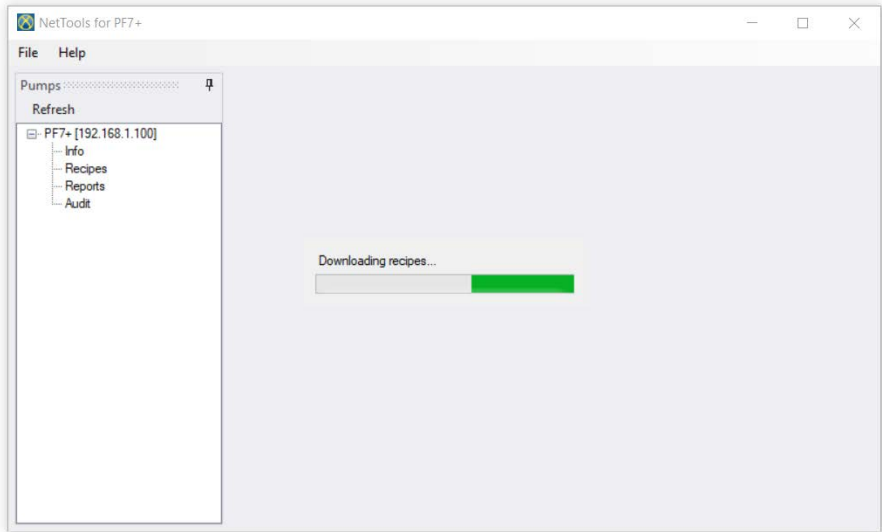 NetTools for PF7+
File Help
Pumps
Refresh
PF7+ [192.168.1.100]
Info
Recipes
Reports
Audit
Downloading recipes...